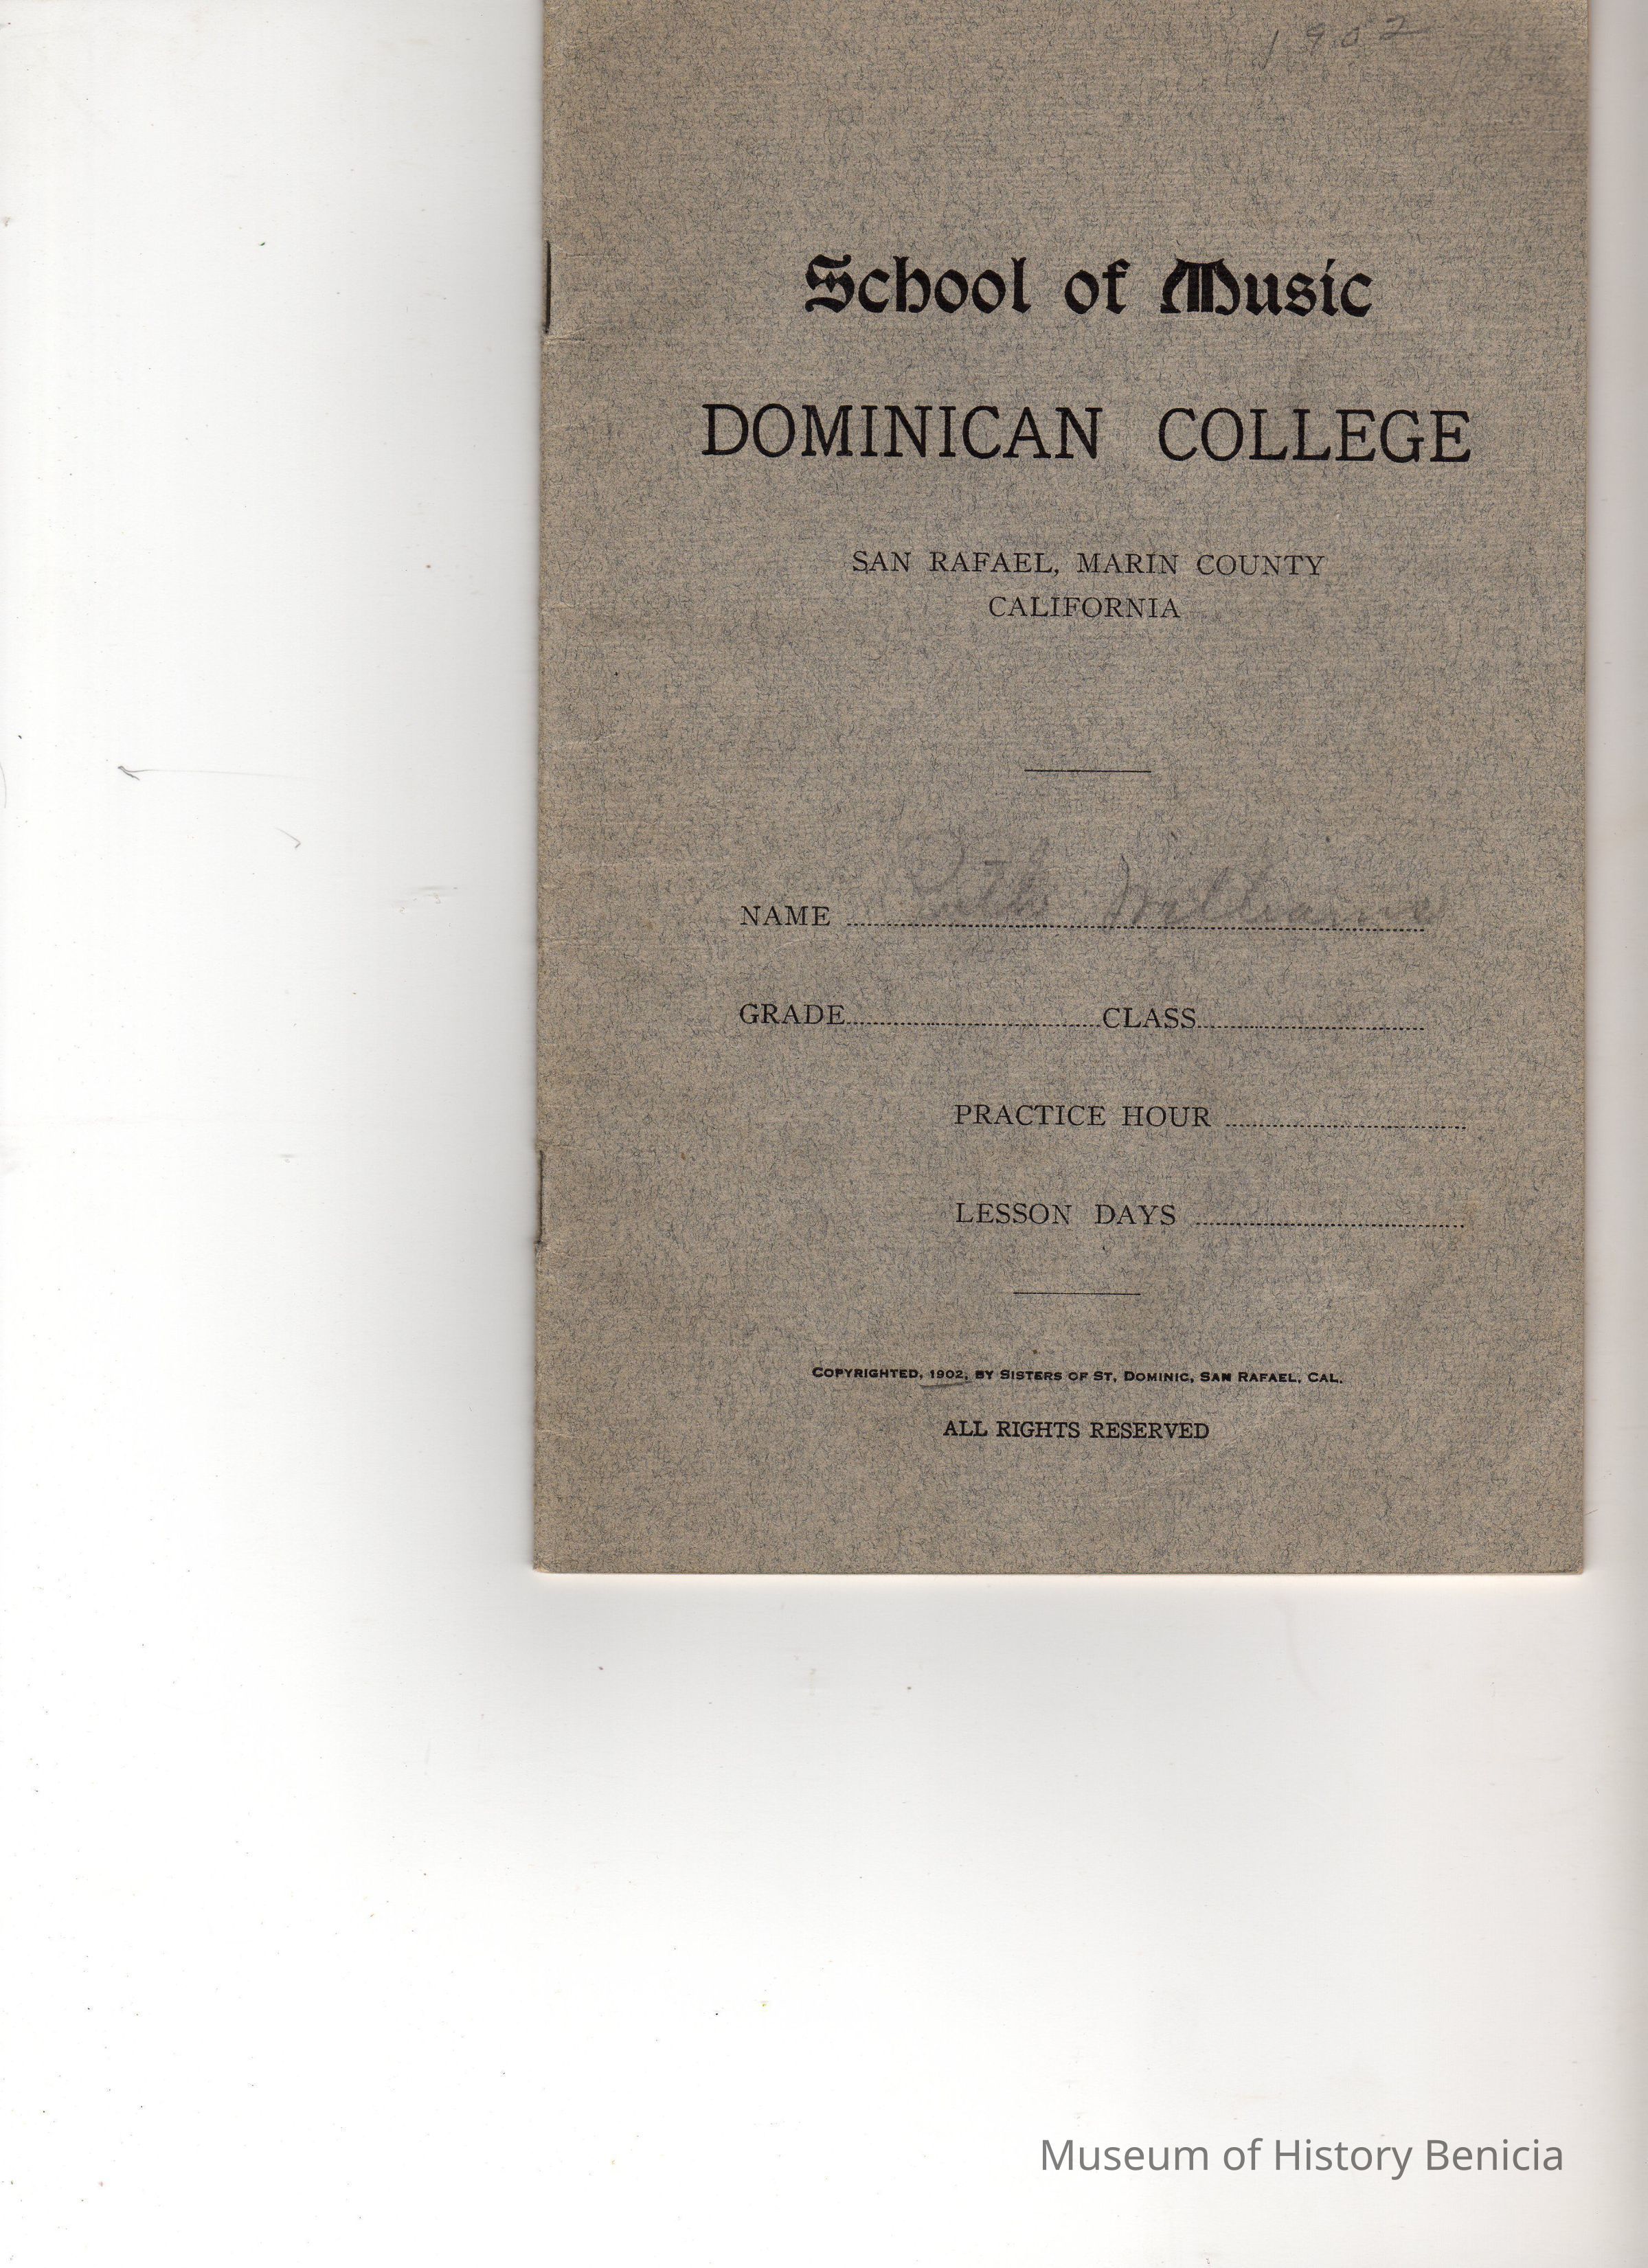 1902
School of Music
DOMINICAN COLLEGE
SAN RAFAEL, MARIN COUNTY
CALIFORNIA
NAME Williams
GRADE CLASS
PRACTICE HOUR
LESSON DAYS
COPYRIGHTED, 1902, BY SISTERS OF ST. DOMINIC, SAN RAFAEL, CAL.
ALL RIGHTS RESERVED
Museum of History Benicia